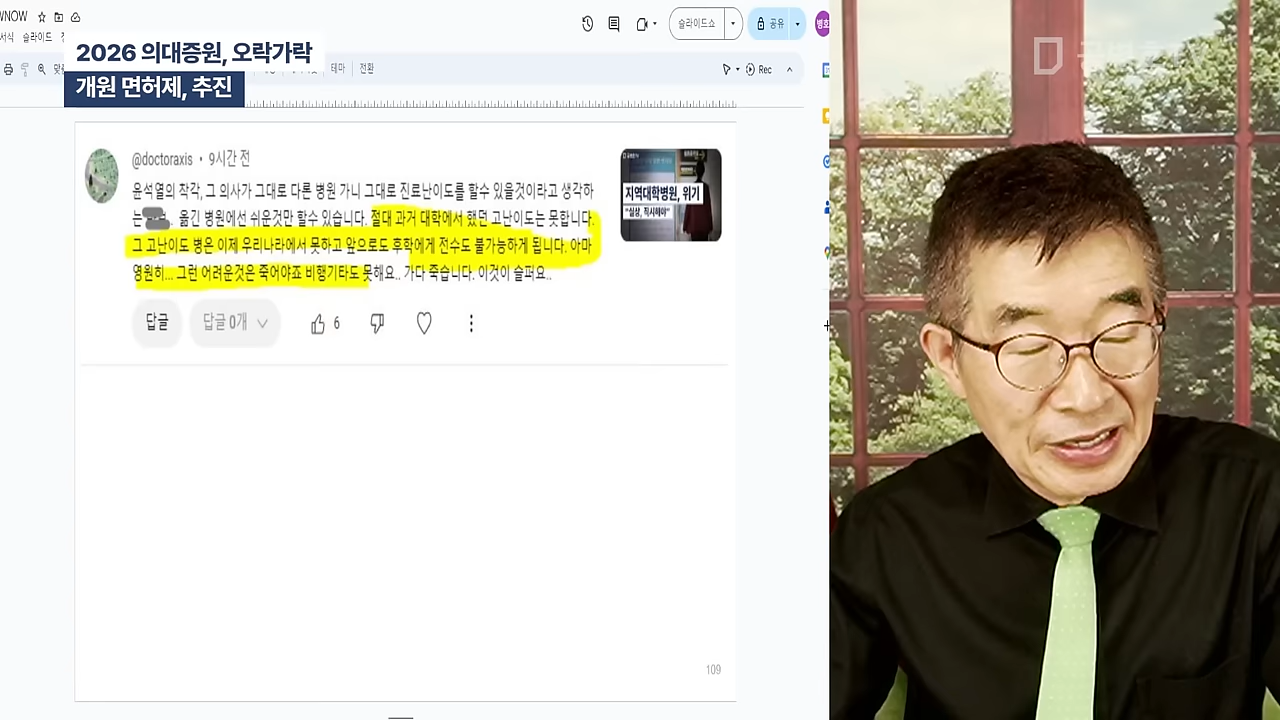 2026 의대증원, 오락가락
개원 면허제, 추진
슬라이드
슬라이드쇼
공유
테마
전환
Rec
@doctoraxis • 9시간 전
윤석열의 착각, 그 의사가 그대로 다른 병원 가니 그대로 진료난이도를 할수 있을것이라고 생각하
는 . 옮긴 병원에선 쉬운것만 할수 있습니다. 절대 과거 대학에서 했던 고난이도는 못합니다.
그 고난이도 병은 이제 우리나라에서 못하고 앞으로도 후학에게 전수도 불가능하게 됩니다. 아마
영원히... 그런 어려운것은 죽어야죠 비행기타도 못해요.. 가다 죽습니다. 이것이 슬퍼요..
지역대학병원, 위기
"실상, 직시해야"
답글
답글 0개
6
109